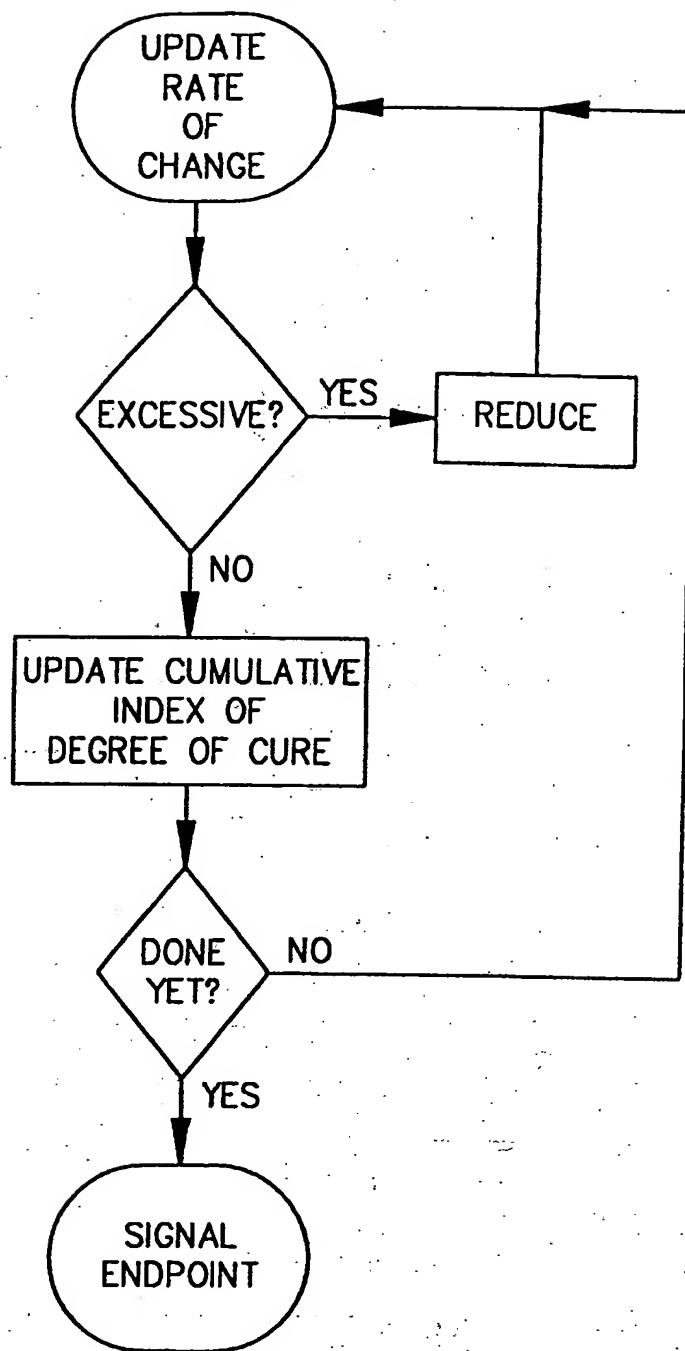 UPDATE
RATE
OF
CHANGE
EXCESSIVE?
YES
REDUCE
NO
UPDATE CUMULATIVE
INDEX OF
DEGREE OF CURE
DONE
YET?
NO
YES
SIGNAL
ENDPOINT